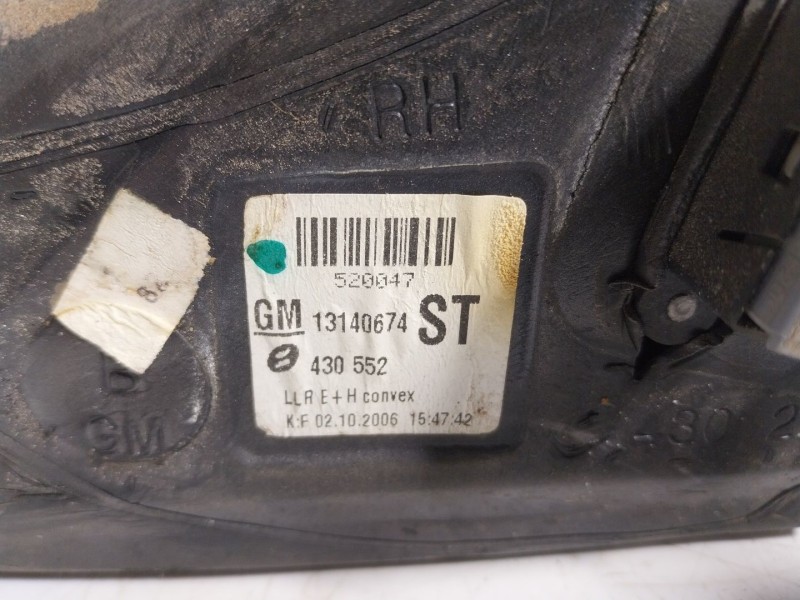 RH
520047
GM 13140674 ST
430 552
LLR E+H convex
K:F 02.10.2006 15:47:42
GM